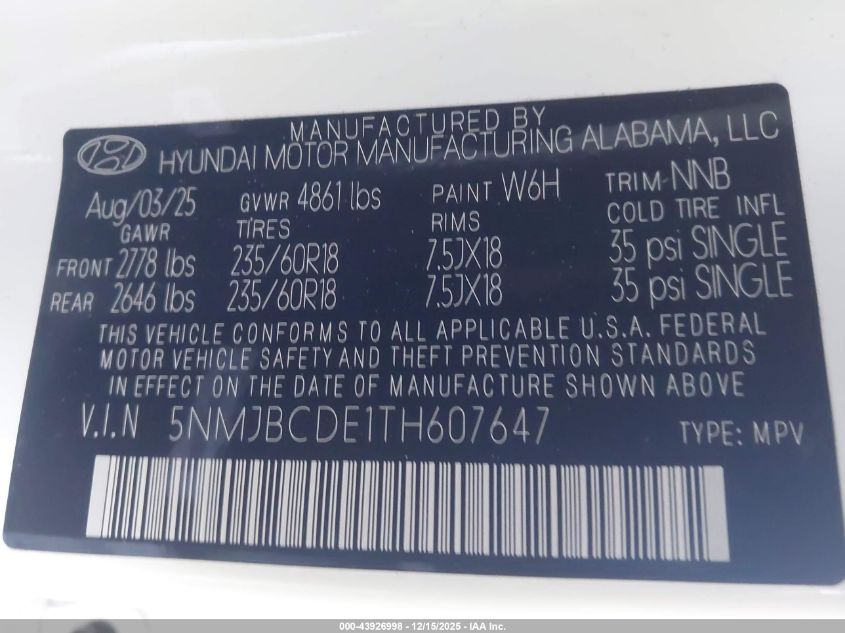 MANUFACTURED BY
HYUNDAI MOTOR MANUFACTURING ALABAMA, LLC
Aug/03/25 GVWR 4861 lbs PAINT W6H TRIM NNB
GAWR TIRES RIMS COLD TIRE INFL
FRONT 2778 lbs 235/60R18 7.5JX18 35 psi SINGLE
REAR 2646 lbs 235/60R18 7.5JX18 35 psi SINGLE
THIS VEHICLE CONFORMS TO ALL APPLICABLE U.S.A. FEDERAL
MOTOR VEHICLE SAFETY AND THEFT PREVENTION STANDARDS
IN EFFECT ON THE DATE OF MANUFACTURE SHOWN ABOVE
V.I.N 5NMJBCDE1TH607647 TYPE: MPV
000-43926998 - 12/15/2025 - IAA Inc.